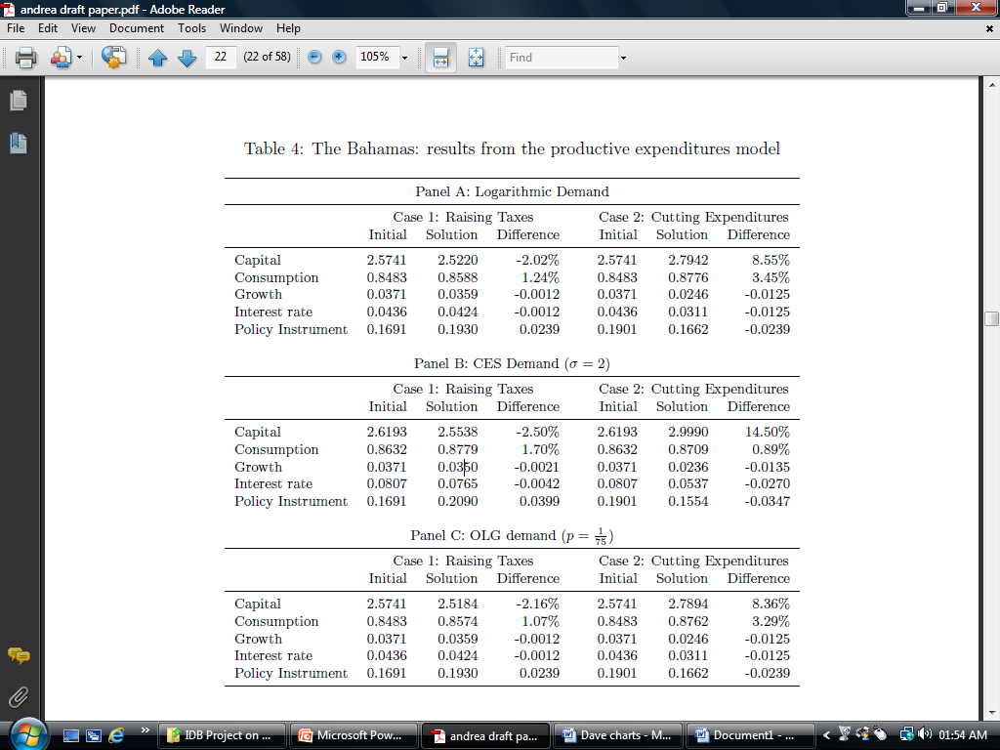 andrea draft paper.pdf - Adobe Reader
File Edit View Document Tools Window Help
22 (22 of 58) 105% Find
Table 4: The Bahamas: results from the productive expenditures model
Panel A: Logarithmic Demand
Case 1: Raising Taxes Case 2: Cutting Expenditures
Initial Solution Difference Initial Solution Difference
Capital 2.5741 2.5220 -2.02% 2.5741 2.7942 8.55%
Consumption 0.8483 0.8588 1.24% 0.8483 0.8776 3.45%
Growth 0.0371 0.0359 -0.0012 0.0371 0.0246 -0.0125
Interest rate 0.0436 0.0424 -0.0012 0.0436 0.0311 -0.0125
Policy Instrument 0.1691 0.1930 0.0239 0.1901 0.1662 -0.0239
Panel B: CES Demand (σ = 2)
Case 1: Raising Taxes Case 2: Cutting Expenditures
Initial Solution Difference Initial Solution Difference
Capital 2.6193 2.5538 -2.50% 2.6193 2.9990 14.50%
Consumption 0.8632 0.8779 1.70% 0.8632 0.8709 0.89%
Growth 0.0371 0.0350 -0.0021 0.0371 0.0236 -0.0135
Interest rate 0.0807 0.0765 -0.0042 0.0807 0.0537 -0.0270
Policy Instrument 0.1691 0.2090 0.0399 0.1901 0.1554 -0.0347
Panel C: OLG demand (p = 1/75)
Case 1: Raising Taxes Case 2: Cutting Expenditures
Initial Solution Difference Initial Solution Difference
Capital 2.5741 2.5184 -2.16% 2.5741 2.7894 8.36%
Consumption 0.8483 0.8574 1.07% 0.8483 0.8762 3.29%
Growth 0.0371 0.0359 -0.0012 0.0371 0.0246 -0.0125
Interest rate 0.0436 0.0424 -0.0012 0.0436 0.0311 -0.0125
Policy Instrument 0.1691 0.1930 0.0239 0.1901 0.1662 -0.0239
IDB Project on ... Microsoft Pow... andrea draft pa... Dave charts - M... Document1 - ... 01:54 AM